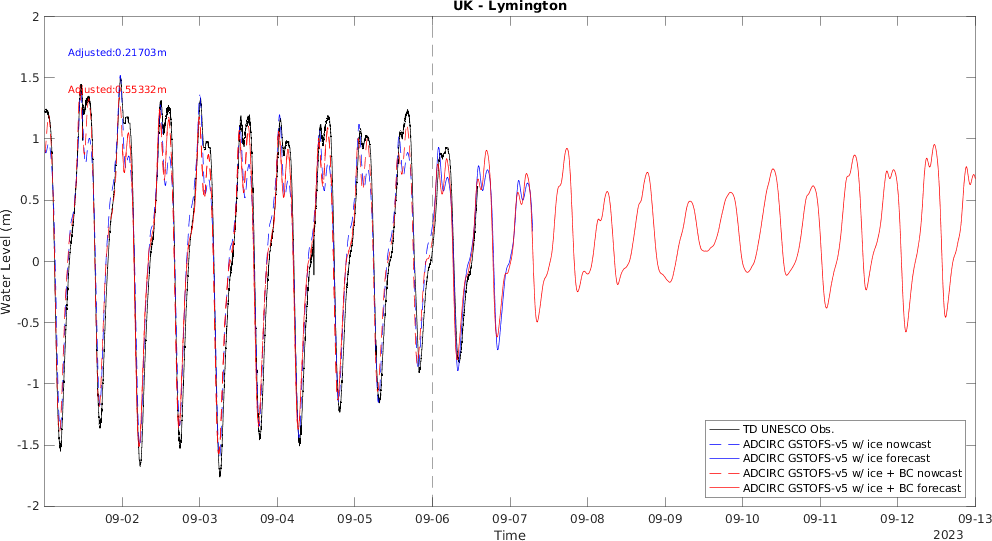 UK - Lymington
2
1.5
1
0.5
0
-0.5
-1
-1.5
-2
Water Level (m)
Adjusted:0.21703m
Adjusted:0.55332m
TD UNESCO Obs.
ADCIRC GSTOFS-v5 w/ ice nowcast
ADCIRC GSTOFS-v5 w/ ice forecast
ADCIRC GSTOFS-v5 w/ ice + BC nowcast
ADCIRC GSTOFS-v5 w/ ice + BC forecast
09-02 09-03 09-04 09-05 09-06 09-07 09-08 09-09 09-10 09-11 09-12 09-13
Time
2023